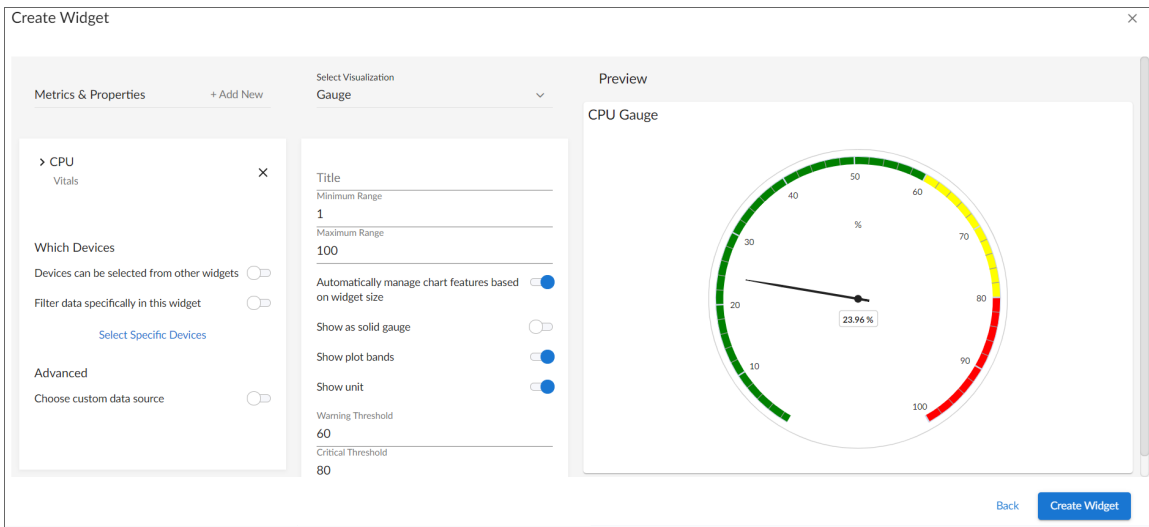 Create Widget
Metrics & Properties
+ Add New
CPU
Vitals
Which Devices
Devices can be selected from other widgets
Filter data specifically in this widget
Select Specific Devices
Advanced
Choose custom data source
Select Visualization
Gauge
Title
Minimum Range
1
Maximum Range
100
Automatically manage chart features based
on widget size
Show as solid gauge
Show plot bands
Show unit
Warning Threshold
60
Critical Threshold
80
Preview
CPU Gauge
10
20
30
40
50
60
70
80
90
100
%
23.96 %
Back
Create Widget